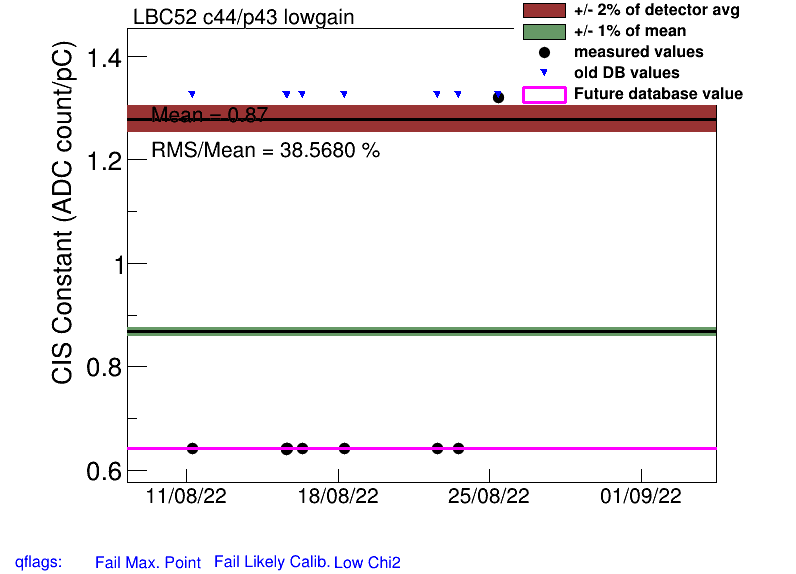 LBC52 c44/p43 lowgain
+/- 2% of detector avg
+/- 1% of mean
measured values
old DB values
Future database value
CIS Constant (ADC count/pC)
1.4
1.2
1
0.8
0.6
Mean = 0.87
RMS/Mean = 38.5680 %
11/08/22 18/08/22 25/08/22 01/09/22
qflags: Fail Max. Point Fail Likely Calib. Low Chi2